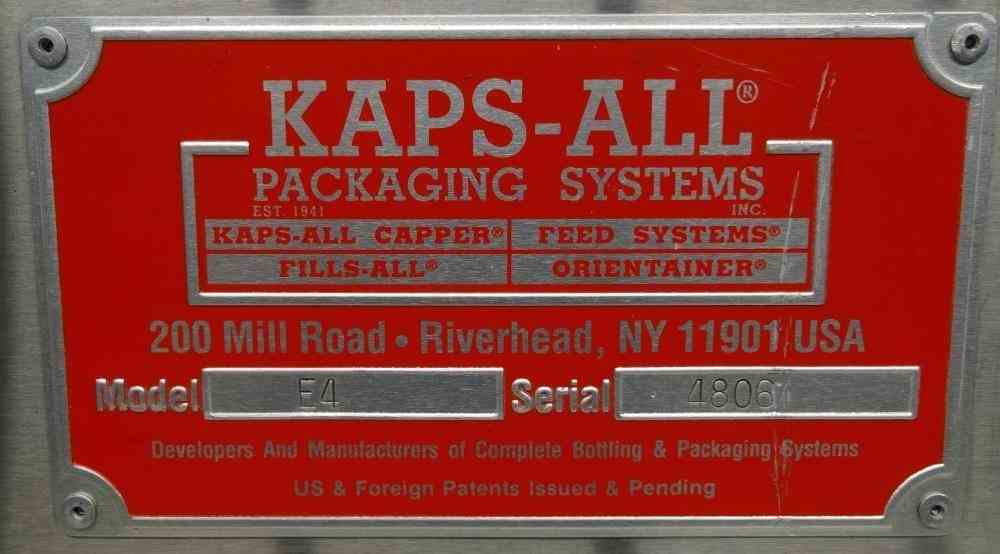 KAPS-ALL®
PACKAGING SYSTEMS
EST. 1941 INC.
KAPS-ALL CAPPER® FEED SYSTEMS®
FILLS-ALL® ORIENTAINER®
200 Mill Road • Riverhead, NY 11901 USA
Model E4 Serial 4806
Developers And Manufacturers of Complete Bottling & Packaging Systems
US & Foreign Patents Issued & Pending